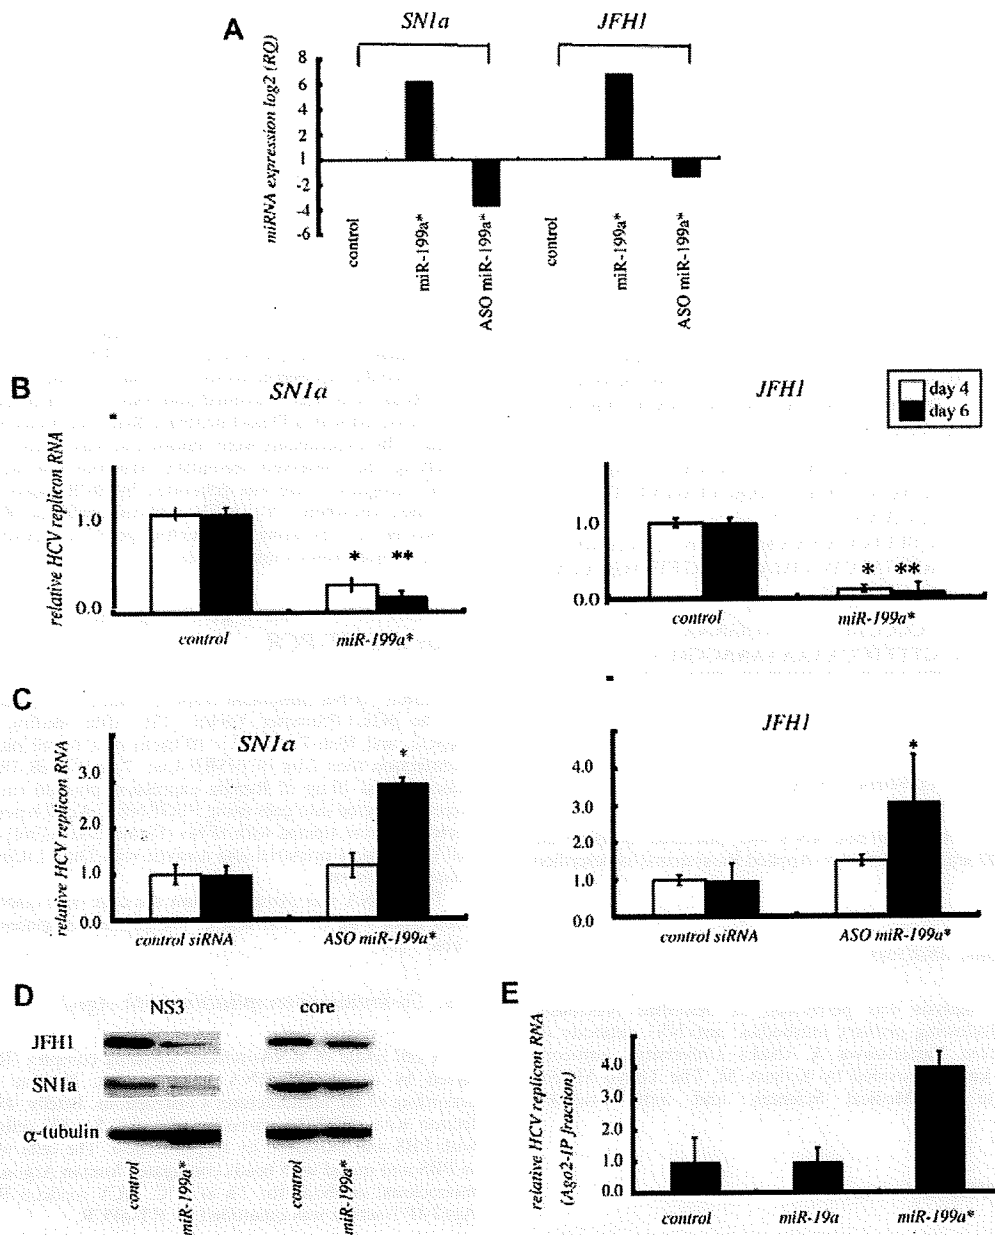 A
SN1a
JFH1
miRNA expression log2 (RQ)
8
6
4
2
1
-2
-4
-6
control
miR-199a*
ASO miR-199a*
control
miR-199a*
ASO miR-199a*
B
SN1a
relative HCV replicon RNA
1.0
0.0
* **
control
miR-199a*
JFH1
day 4
day 6
1.0
0.0
* **
control
miR-199a*
C
SN1a
relative HCV replicon RNA
3.0
2.0
1.0
0.0
*
control siRNA
ASO miR-199a*
JFH1
4.0
3.0
2.0
1.0
0.0
*
control siRNA
ASO miR-199a*
D
NS3
core
JFH1
SN1a
α-tubulin
control
miR-199a*
control
miR-199a*
E
relative HCV replicon RNA
(Ago2-IP fraction)
4.0
3.0
2.0
1.0
0.0
control
miR-19a
miR-199a*